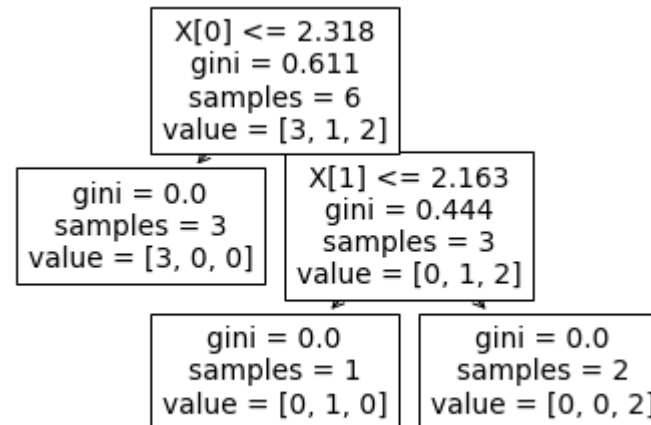 X[0] <= 2.318
gini = 0.611
samples = 6
value = [3, 1, 2]
gini = 0.0
samples = 3
value = [3, 0, 0]
X[1] <= 2.163
gini = 0.444
samples = 3
value = [0, 1, 2]
gini = 0.0
samples = 1
value = [0, 1, 0]
gini = 0.0
samples = 2
value = [0, 0, 2]